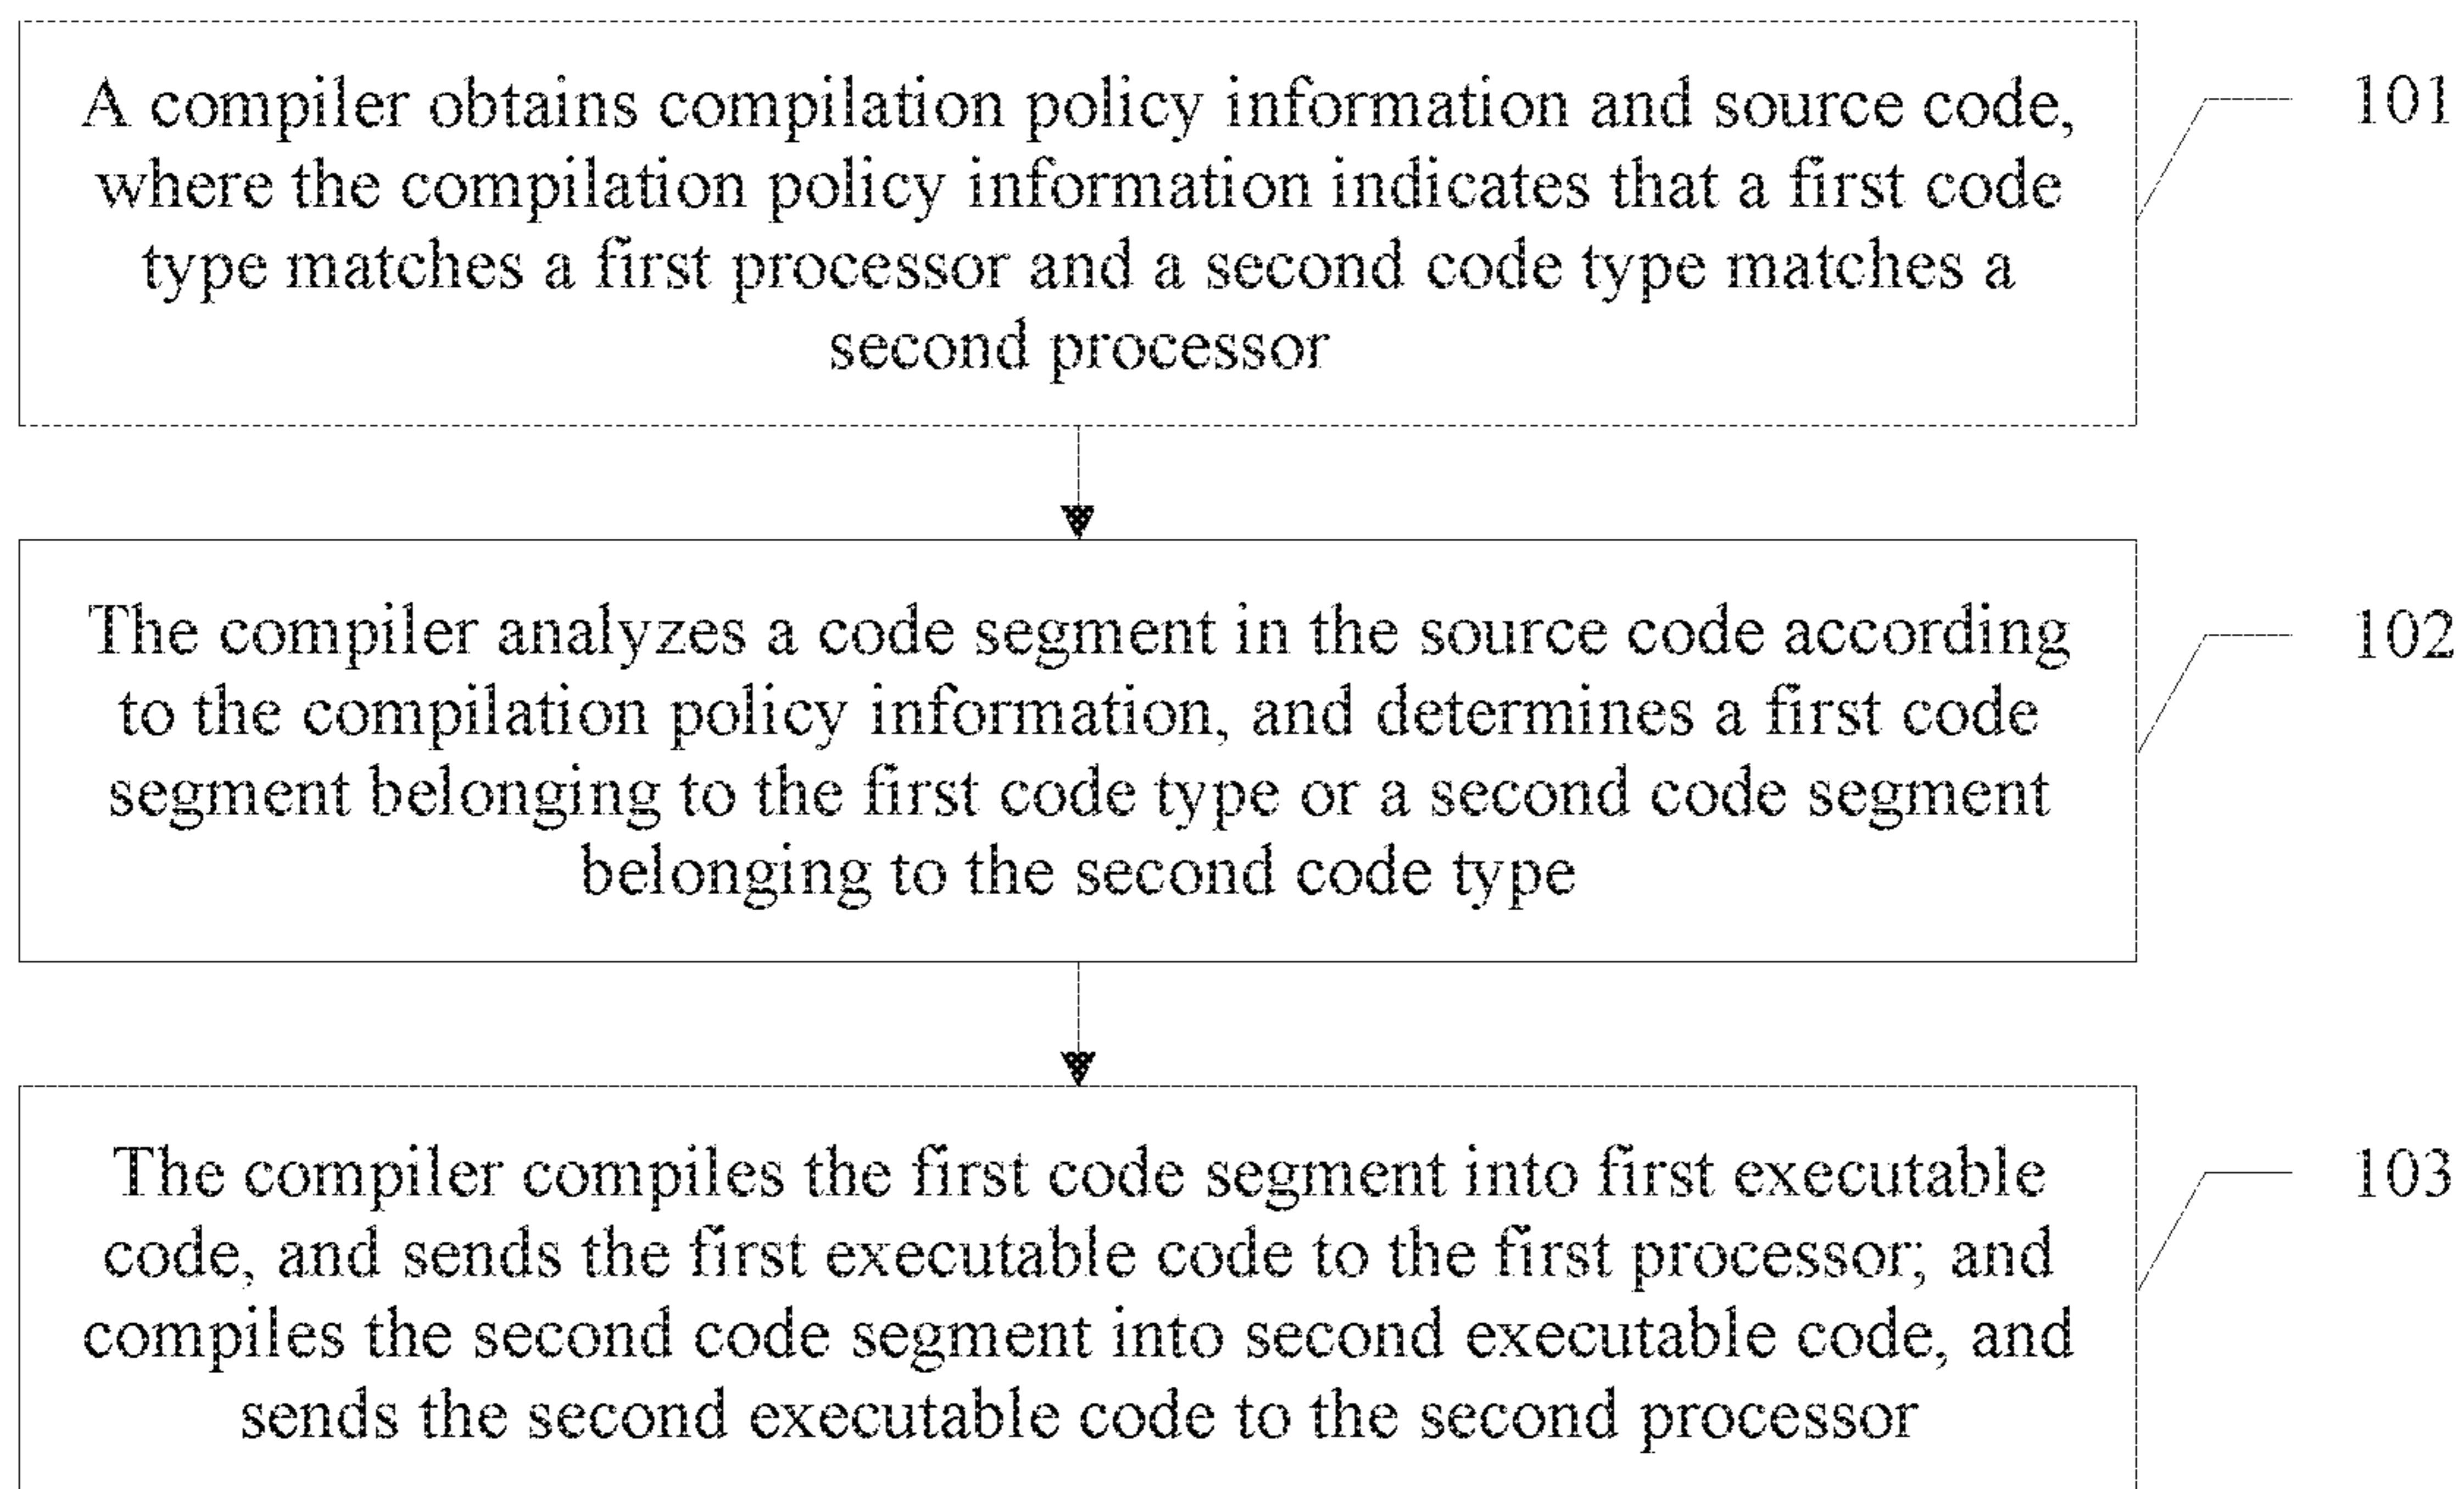 A compiler obtains compilation policy information and source code,
where the compilation policy information indicates that a first code
type matches a first processor and a second code type matches a
second processor
101
The compiler analyzes a code segment in the source code according
to the compilation policy information, and determines a first code
segment belonging to the first code type or a second code segment
belonging to the second code type
102
The compiler compiles the first code segment into first executable
code, and sends the first executable code to the first processor; and
compiles the second code segment into second executable code, and
sends the second executable code to the second processor
103